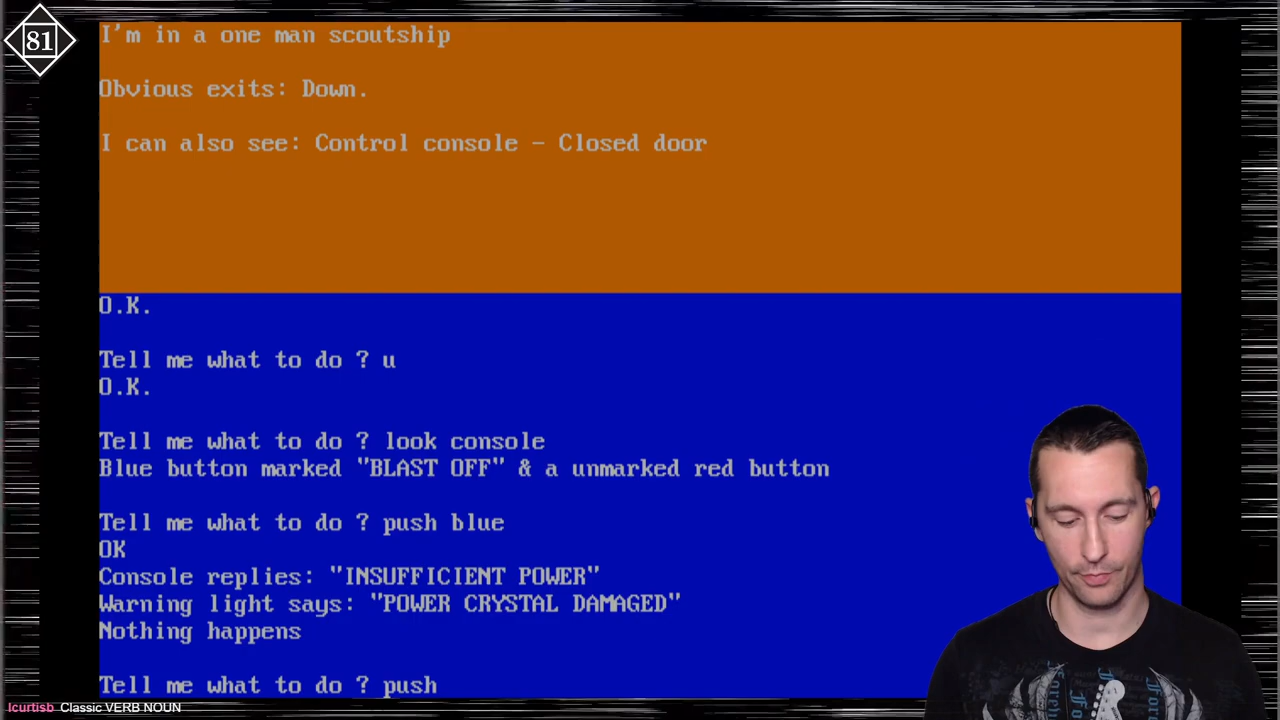 81
I'm in a one man scoutship
Obvious exits: Down.
I can also see: Control console - Closed door
O.K.
Tell me what to do ? u
O.K.
Tell me what to do ? look console
Blue button marked "BLAST OFF" & a unmarked red button
Tell me what to do ? push blue
OK
Console replies: "INSUFFICIENT POWER"
Warning light says: "POWER CRYSTAL DAMAGED"
Nothing happens
Tell me what to do ? push
lcurtisb Classic VERB NOUN